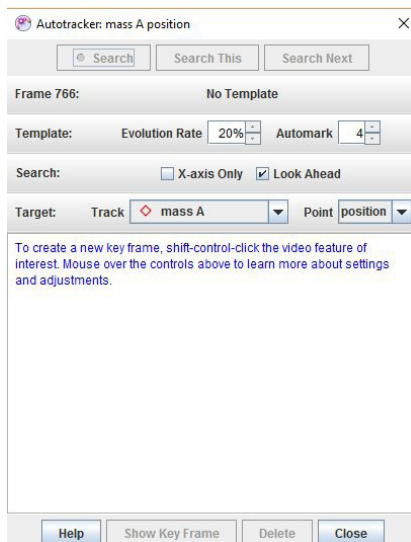 Autotracker: mass A position
Search Search This Search Next
Frame 766: No Template
Template: Evolution Rate 20% Automark 4
Search: X-axis Only Look Ahead
Target: Track mass A Point position
To create a new key frame, shift-control-click the video feature of
interest. Mouse over the controls above to learn more about settings
and adjustments.
Help Show Key Frame Delete Close